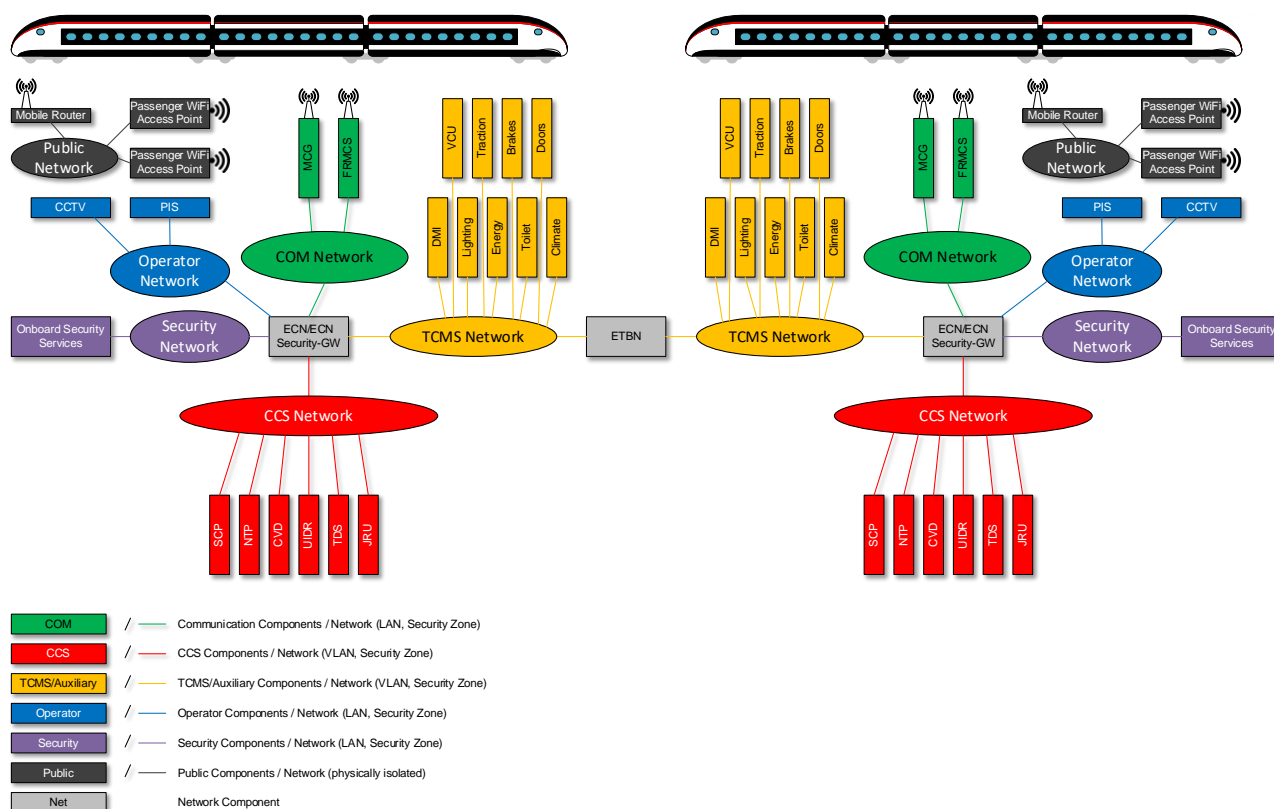 Mobile Router
Passenger WiFi
Access Point
Public
Network
Passenger WiFi
Access Point
MCG
FRMCS
VCU
Traction
Brakes
Doors
CCTV
PIS
Operator
Network
COM Network
DMI
Lighting
Energy
Toilet
Climate
Onboard Security
Services
Security
Network
ECN/ECN
Security-GW
TCMS Network
ETBN
CCS Network
SCP
NTP
CVD
UIDR
TDS
JRU
VCU
Traction
Brakes
Doors
MCG
FRMCS
Mobile Router
Passenger WiFi
Access Point
Public
Network
Passenger WiFi
Access Point
DMI
Lighting
Energy
Toilet
Climate
COM Network
PIS
CCTV
Operator
Network
TCMS Network
ECN/ECN
Security-GW
Security
Network
Onboard Security
Services
CCS Network
SCP
NTP
CVD
UIDR
TDS
JRU
COM / Communication Components / Network (LAN, Security Zone)
CCS / CCS Components / Network (VLAN, Security Zone)
TCMS/Auxiliary / TCMS/Auxiliary Components / Network (VLAN, Security Zone)
Operator / Operator Components / Network (LAN, Security Zone)
Security / Security Components / Network (LAN, Security Zone)
Public / Public Components / Network (physically isolated)
Net Network Component